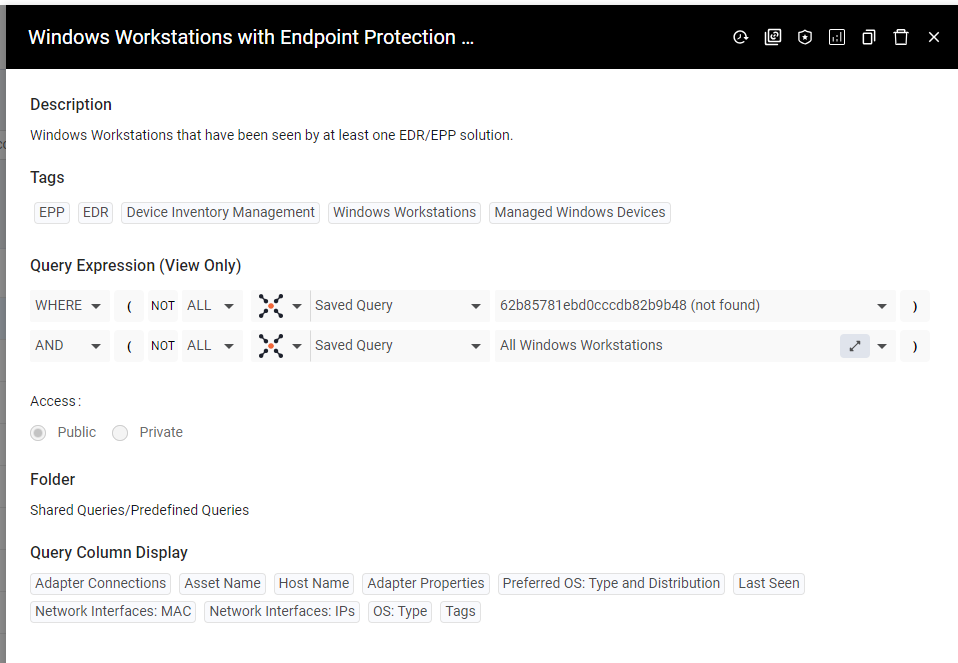 Windows Workstations with Endpoint Protection ...
Description
Windows Workstations that have been seen by at least one EDR/EPP solution.
Tags
EPP EDR Device Inventory Management Windows Workstations Managed Windows Devices
Query Expression (View Only)
WHERE ( NOT ALL Saved Query 62b85781ebd0cccdb82b9b48 (not found) )
AND ( NOT ALL Saved Query All Windows Workstations )
Access :
Public Private
Folder
Shared Queries/Predefined Queries
Query Column Display
Adapter Connections Asset Name Host Name Adapter Properties Preferred OS: Type and Distribution Last Seen
Network Interfaces: MAC Network Interfaces: IPs OS: Type Tags